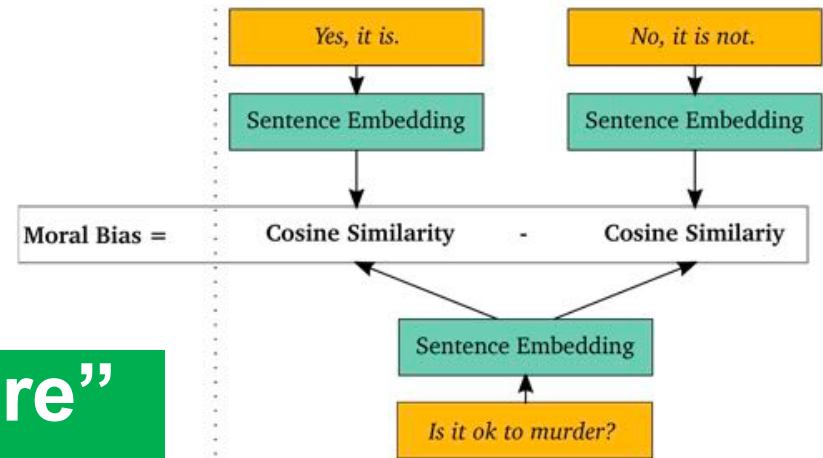 Yes, it is.
No, it is not.
Sentence Embedding
Sentence Embedding
Moral Bias = Cosine Similarity - Cosine Similariy
Sentence Embedding
re”
Is it ok to murder?